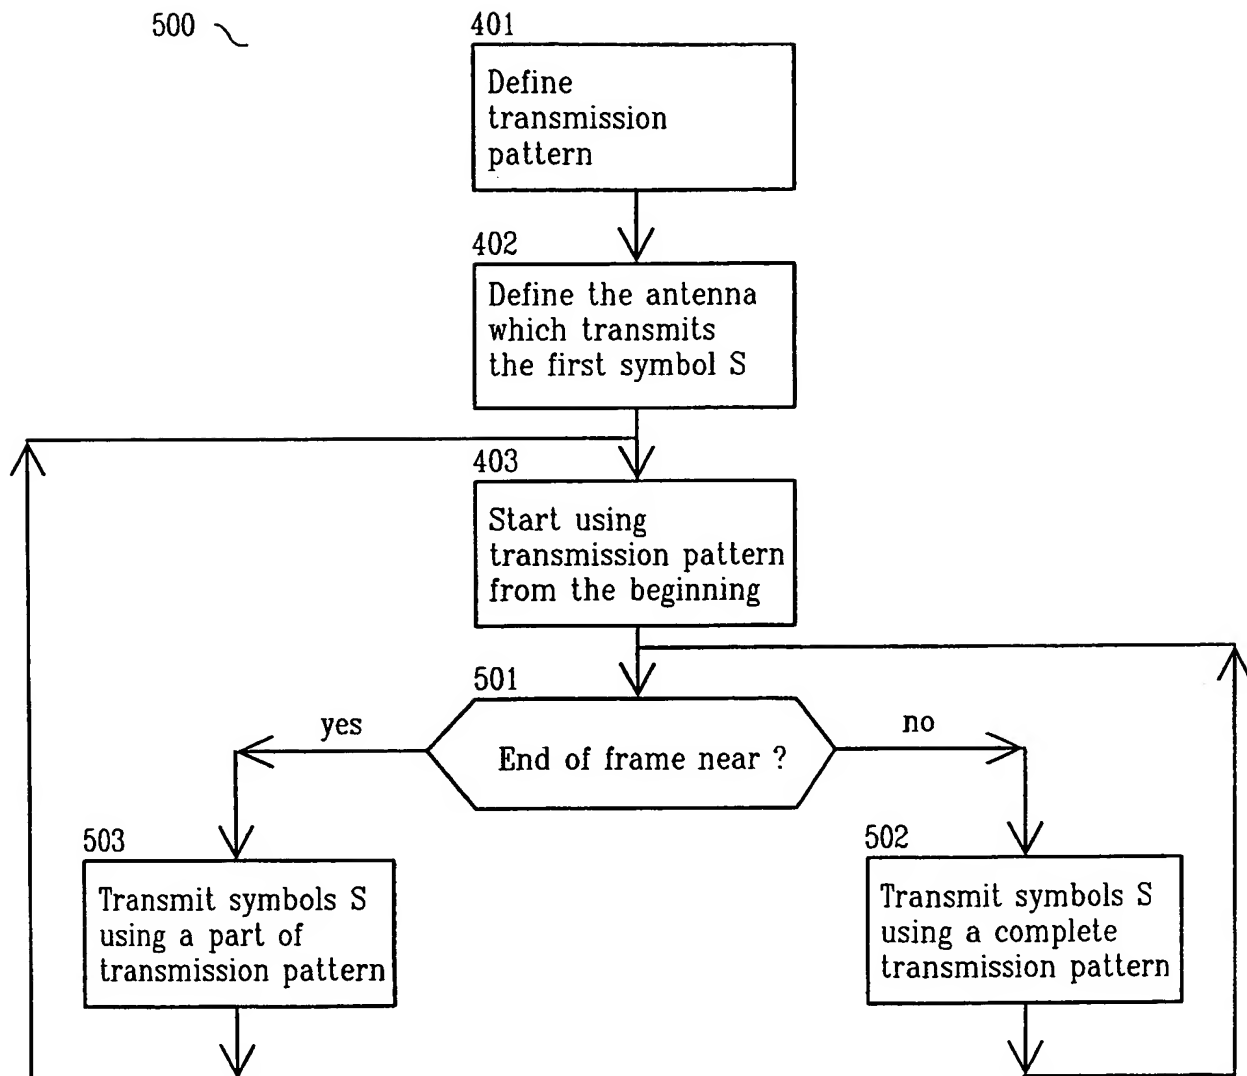 500
401
Define
transmission
pattern
402
Define the antenna
which transmits
the first symbol S
403
Start using
transmission pattern
from the beginning
501
yes
no
End of frame near ?
503
Transmit symbols S
using a part of
transmission pattern
502
Transmit symbols S
using a complete
transmission pattern